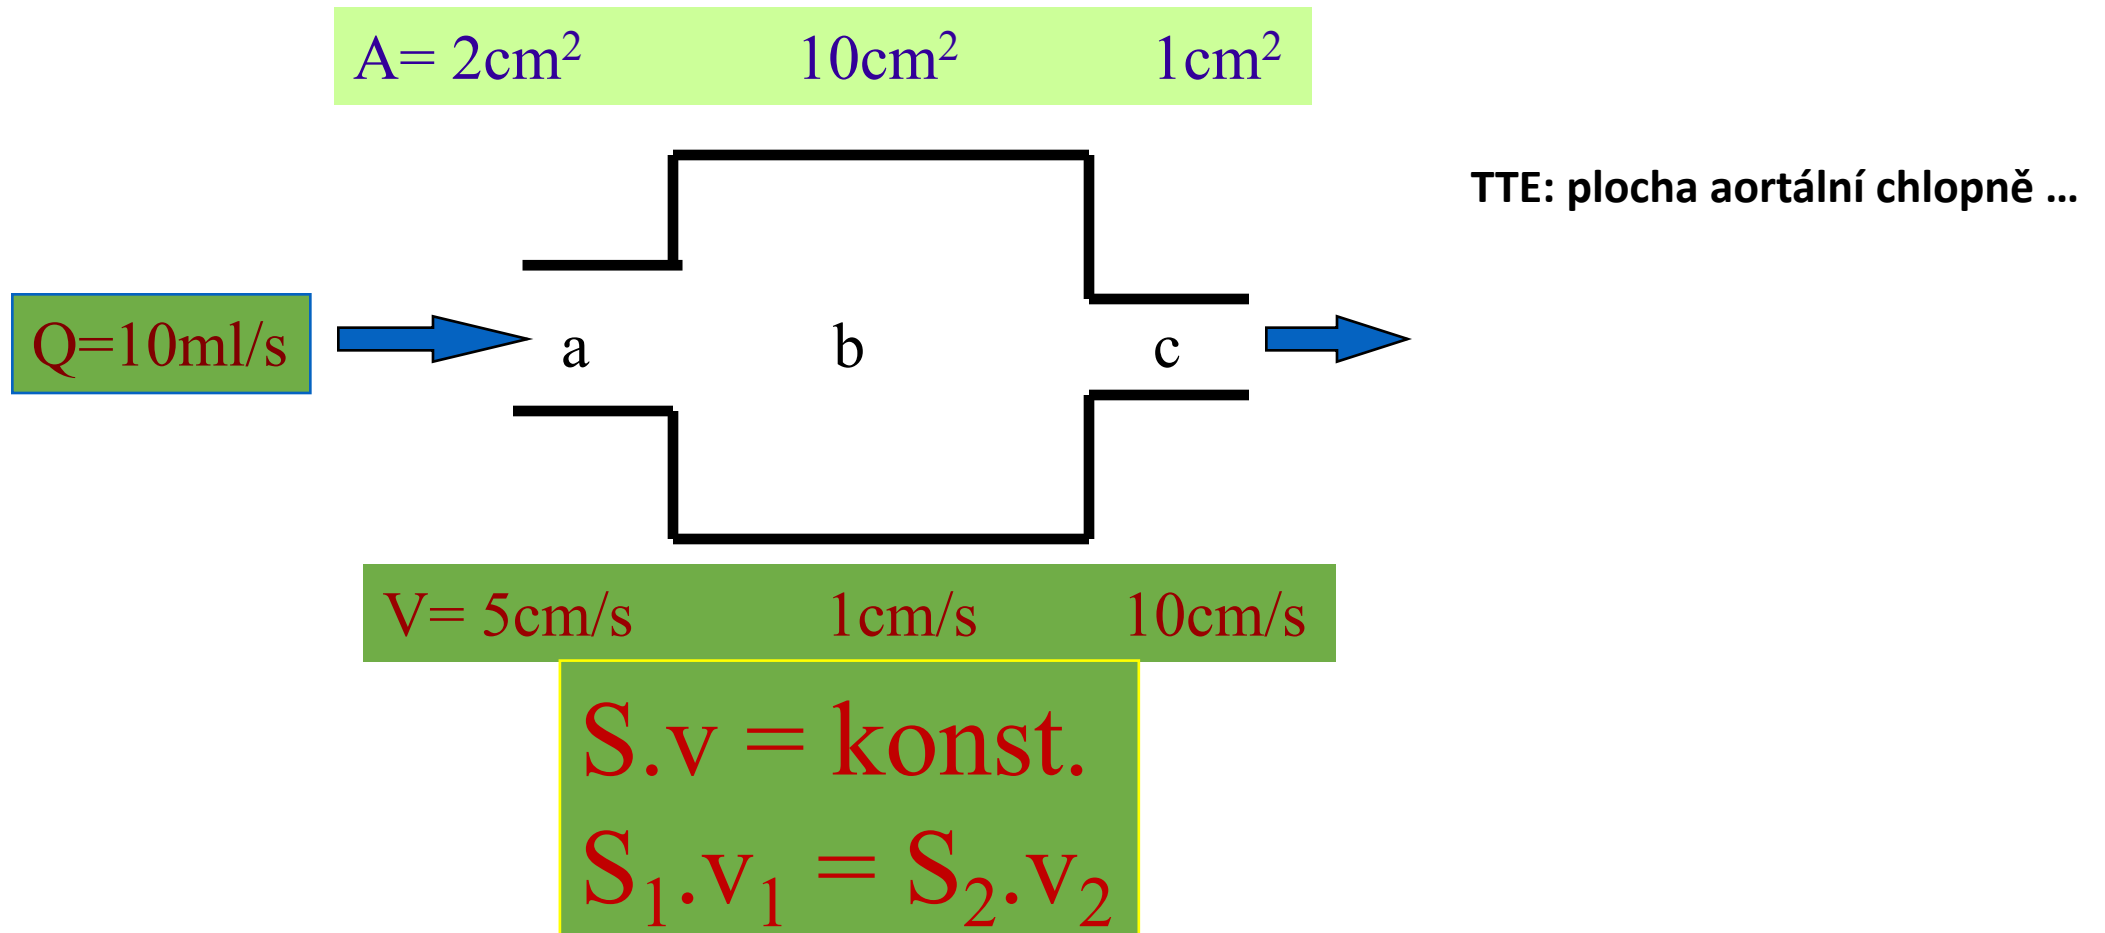 A= 2cm² 10cm² 1cm²
TTE: plocha aortální chlopně ...
Q=10ml/s
a b c
V= 5cm/s 1cm/s 10cm/s
S.v = konst.
S₁.v₁ = S₂.v₂